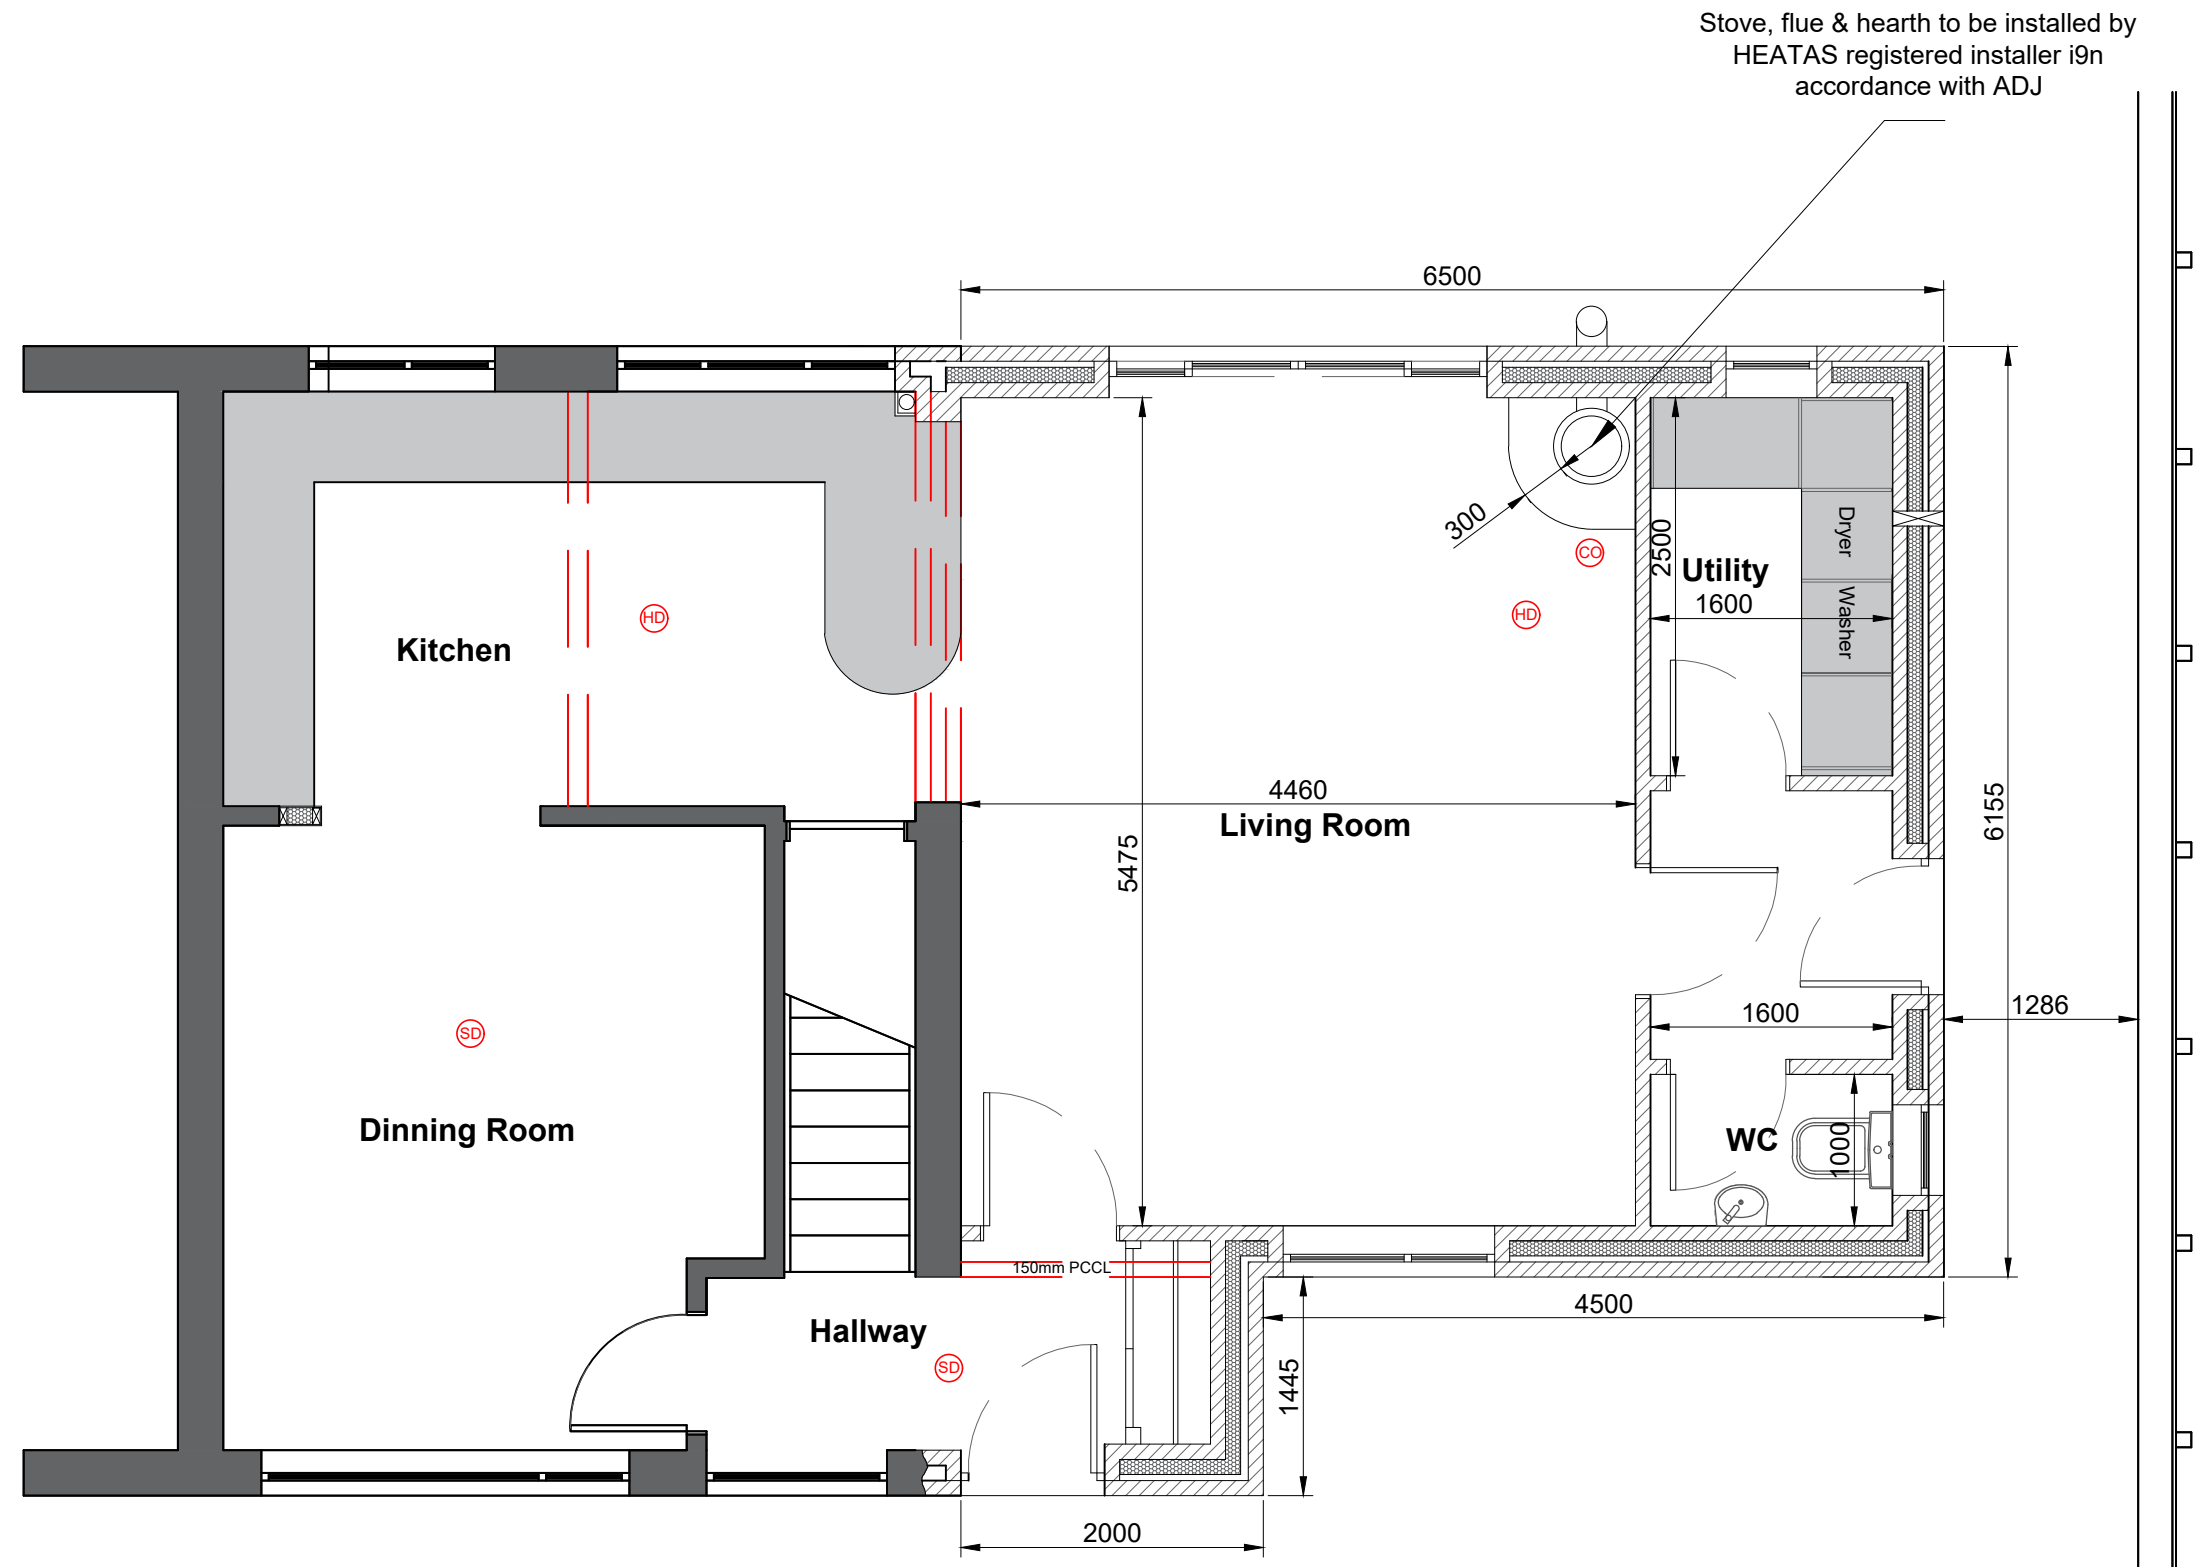 Stove, flue & hearth to be installed by
HEATAS registered installer i9n
accordance with ADJ
6500
300
CO
2500
Dryer
Utility
1600
HD
HD
Washer
Kitchen
4460
Living Room
6155
5475
1286
1600
SD
Dinning Room
WC
1000
150mm PCCL
4500
Hallway
SD
1445
2000